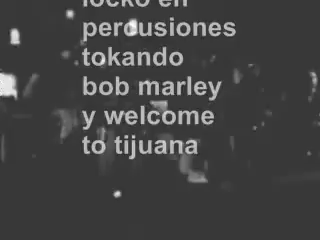 locko en
percusiones
tokando
bob marley
y welcome
to tijuana